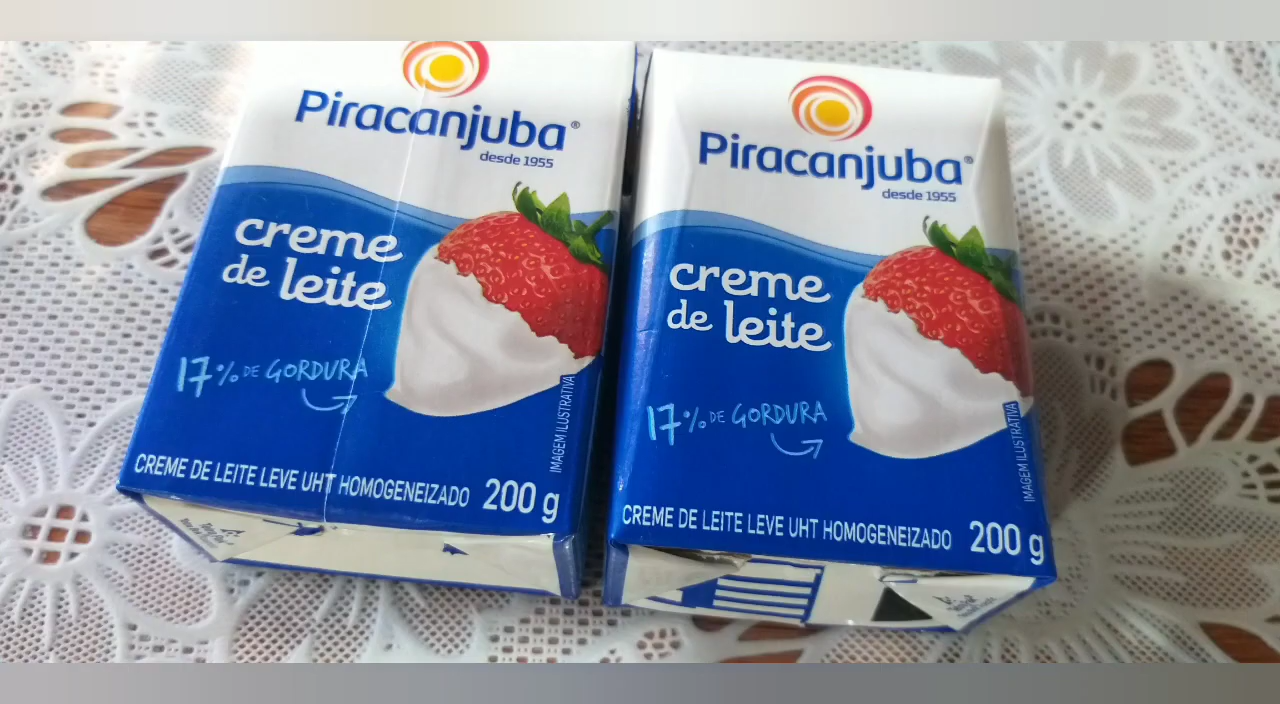 Piracanjuba®
desde 1955
creme
de leite
17% DE GORDURA
IMAGEM ILUSTRATIVA
CREME DE LEITE LEVE UHT HOMOGENEIZADO 200 g
Piracanjuba®
desde 1955
creme
de leite
17% DE GORDURA
IMAGEM ILUSTRATIVA
CREME DE LEITE LEVE UHT HOMOGENEIZADO 200 g